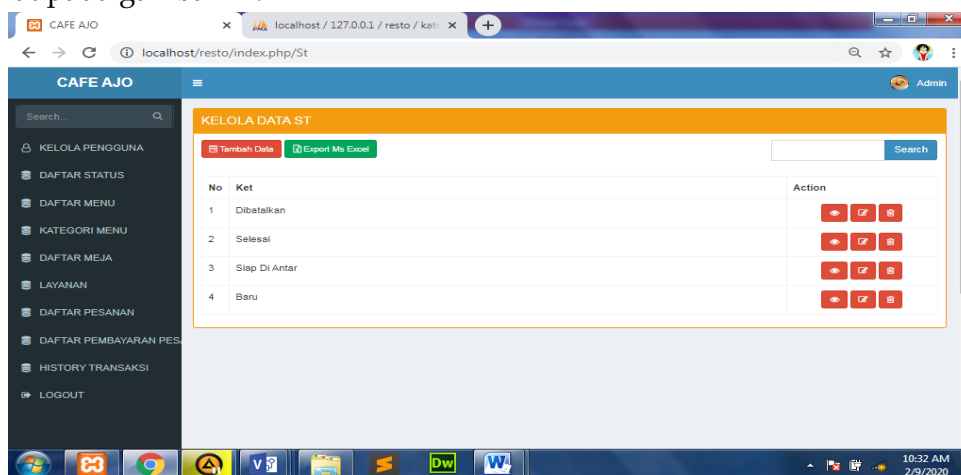 CAFE AJO
localhost / 127.0.0.1 / resto / kate
localhost/resto/index.php/St
CAFE AJO
Admin
Search...
KELOLA PENGGUNA
DAFTAR STATUS
DAFTAR MENU
KATEGORI MENU
DAFTAR MEJA
LAYANAN
DAFTAR PESANAN
DAFTAR PEMBAYARAN PES
HISTORY TRANSAKSI
LOGOUT
KELOLA DATA ST
Tambah Data
Export Ms Excel
Search
No Ket Action
1 Dibatalkan
2 Selesai
3 Siap Di Antar
4 Baru
Dw
10:32 AM
2/9/2020